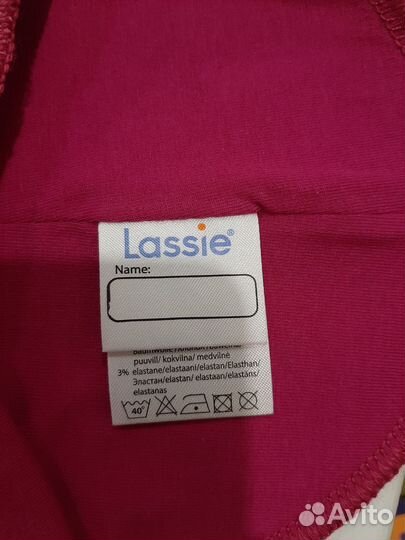 Lassie®
Name:
puuvill/ kokvilna/ medvilnė
3% elastane/elastaani/elastan/Elasthan/
Эластан/elastan/ elastaan/elastāns/
elastanas
40°
Avito